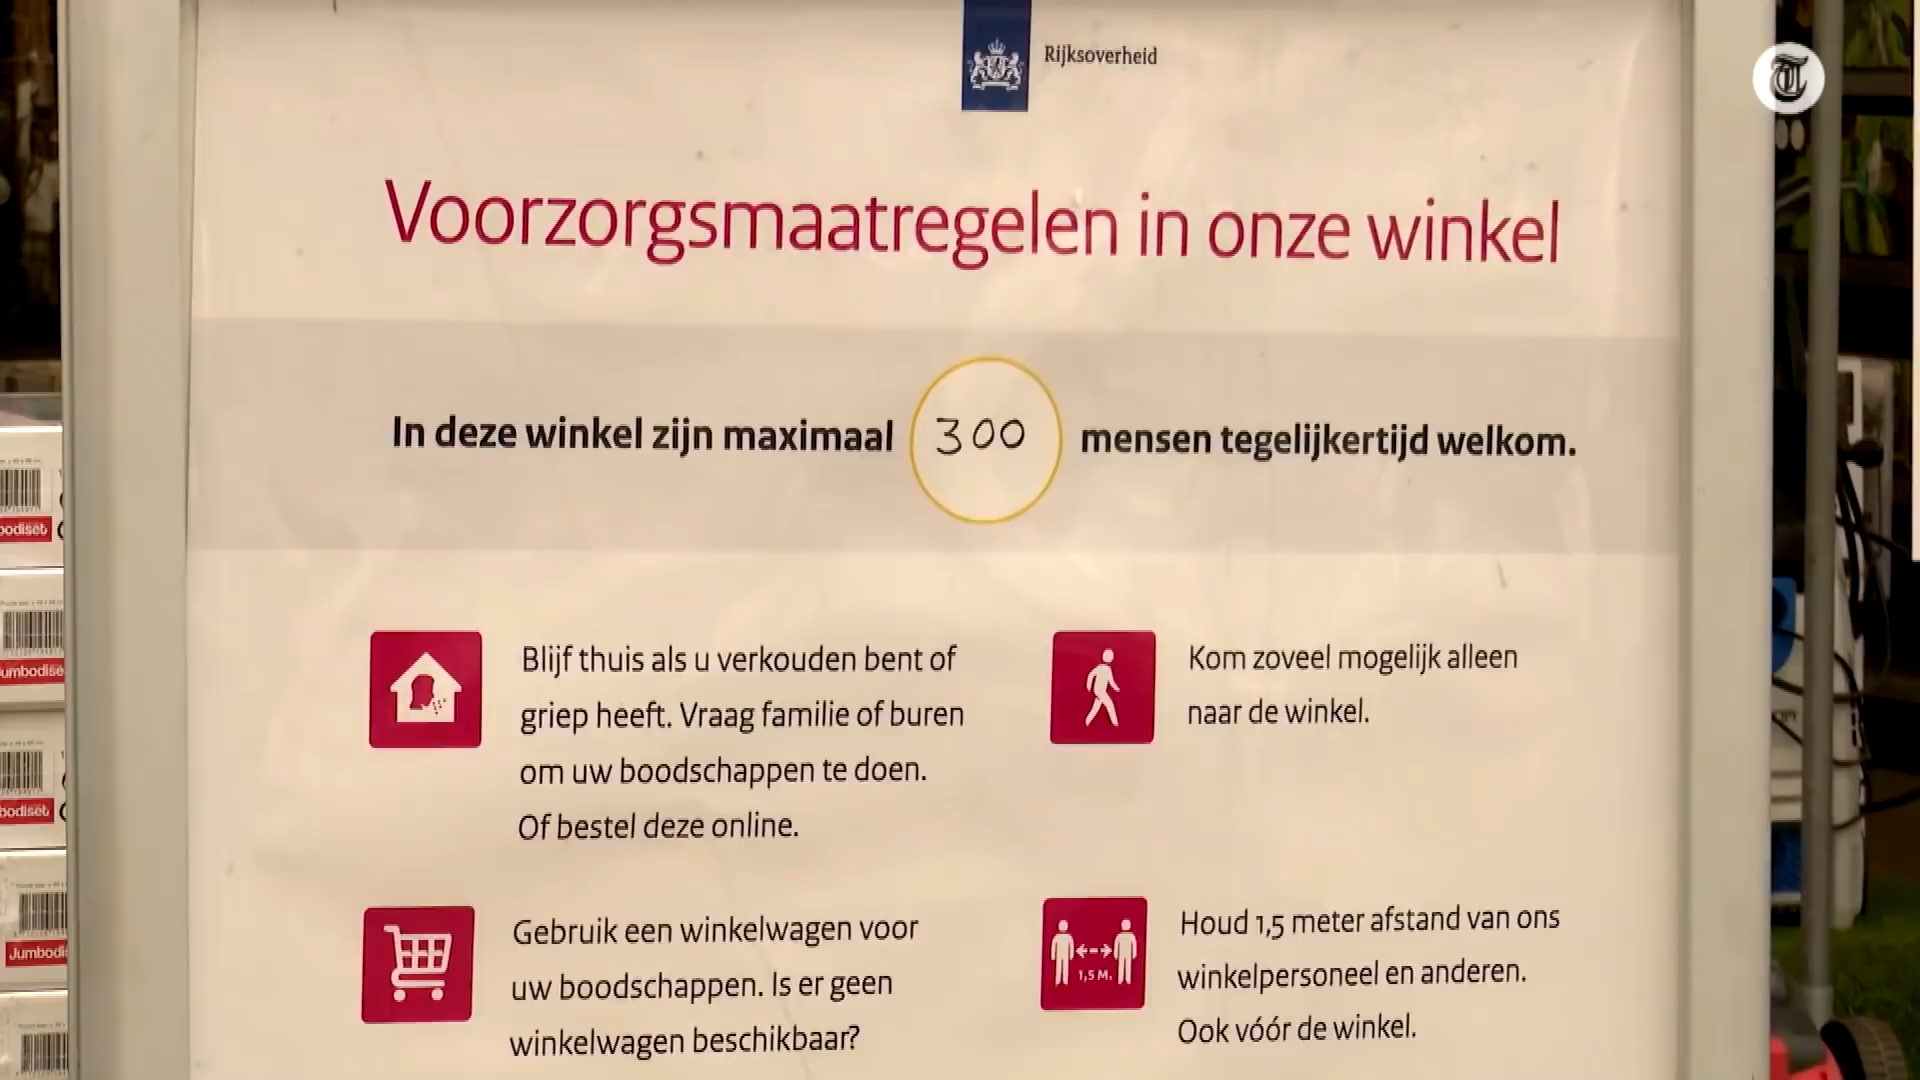 Rijksoverheid
Voorzorgsmaatregelen in onze winkel
In deze winkel zijn maximaal 300 mensen tegelijkertijd welkom.
Blijf thuis als u verkouden bent of
griep heeft. Vraag familie of buren
om uw boodschappen te doen.
Of bestel deze online.
Kom zoveel mogelijk alleen
naar de winkel.
Gebruik een winkelwagen voor
uw boodschappen. Is er geen
winkelwagen beschikbaar?
1,5 M.
Houd 1,5 meter afstand van ons
winkelpersoneel en anderen.
Ook vóór de winkel.